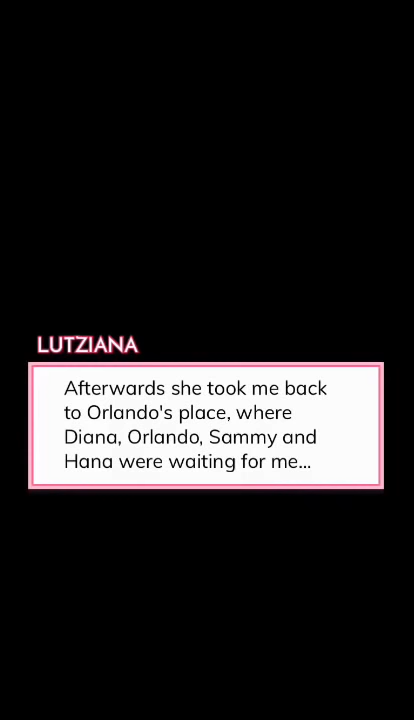 LUTZIANA
Afterwards she took me back
to Orlando's place, where
Diana, Orlando, Sammy and
Hana were waiting for me...